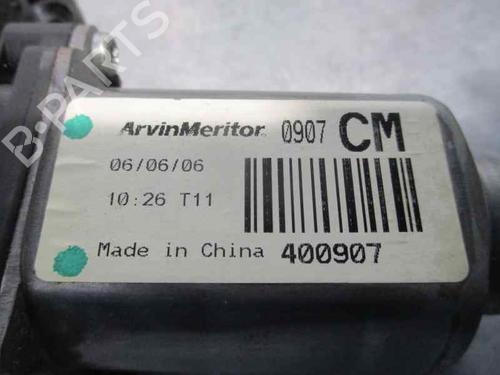 B-PARTS
ArvinMeritor 0907 CM
06/06/06
10:26 T11
Made in China 400907